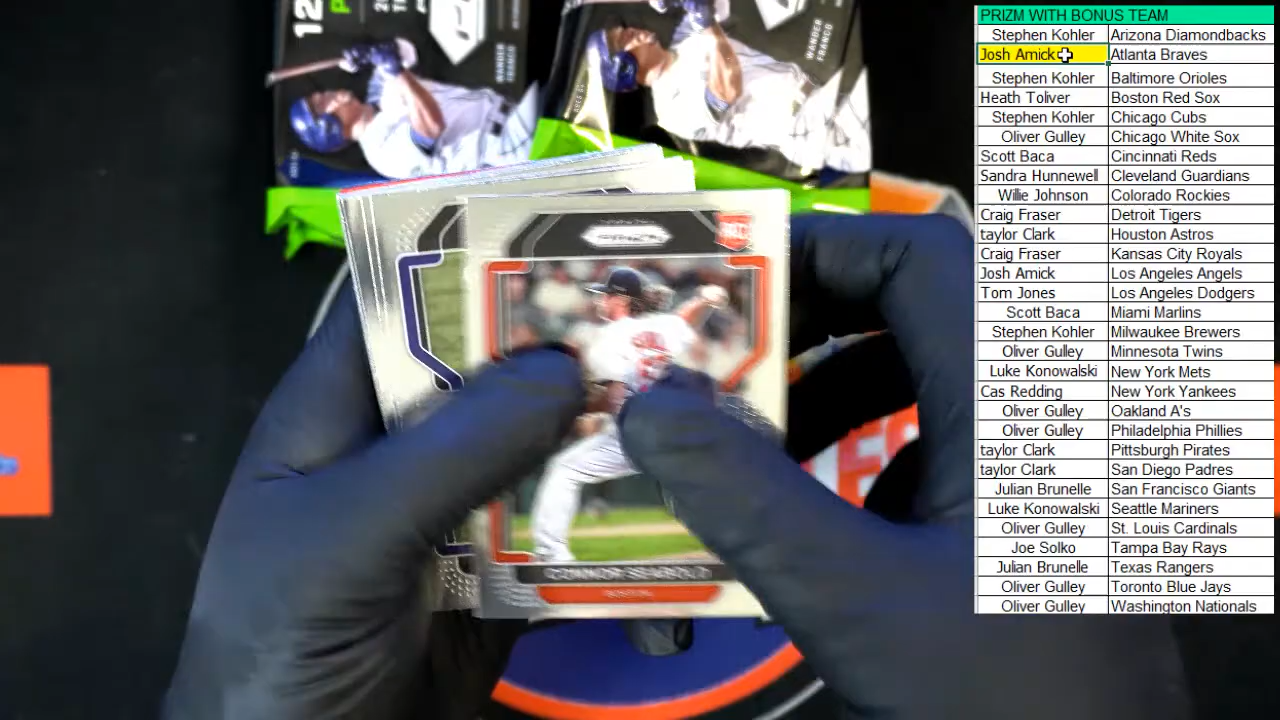 12
WANDER
FRANCO
WANDER
FRANCO
PRIZM
RC
CONNOR SEABOLD
BOSTON
PRIZM WITH BONUS TEAM
Stephen Kohler Arizona Diamondbacks
Josh Amick Atlanta Braves
Stephen Kohler Baltimore Orioles
Heath Toliver Boston Red Sox
Stephen Kohler Chicago Cubs
Oliver Gulley Chicago White Sox
Scott Baca Cincinnati Reds
Sandra Hunnewell Cleveland Guardians
Willie Johnson Colorado Rockies
Craig Fraser Detroit Tigers
taylor Clark Houston Astros
Craig Fraser Kansas City Royals
Josh Amick Los Angeles Angels
Tom Jones Los Angeles Dodgers
Scott Baca Miami Marlins
Stephen Kohler Milwaukee Brewers
Oliver Gulley Minnesota Twins
Luke Konowalski New York Mets
Cas Redding New York Yankees
Oliver Gulley Oakland A's
Oliver Gulley Philadelphia Phillies
taylor Clark Pittsburgh Pirates
taylor Clark San Diego Padres
Julian Brunelle San Francisco Giants
Luke Konowalski Seattle Mariners
Oliver Gulley St. Louis Cardinals
Joe Solko Tampa Bay Rays
Julian Brunelle Texas Rangers
Oliver Gulley Toronto Blue Jays
Oliver Gulley Washington Nationals